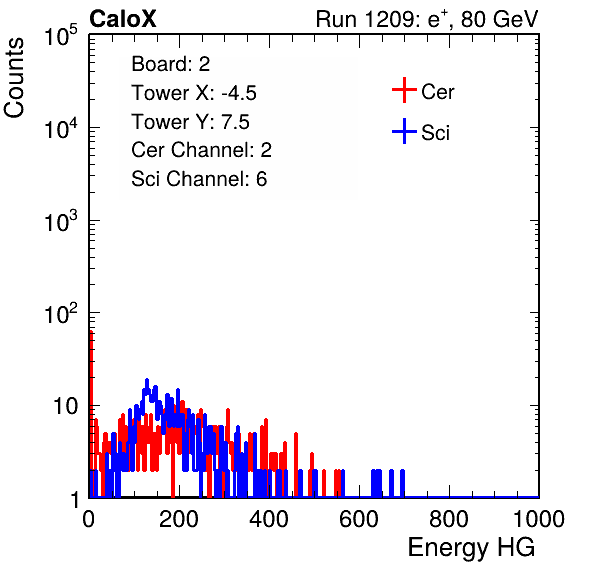 CaloX Run 1209: e⁺, 80 GeV
Counts
Board: 2
Tower X: -4.5
Tower Y: 7.5
Cer Channel: 2
Sci Channel: 6
Cer
Sci
10⁵
10⁴
10³
10²
10
1
0 200 400 600 800 1000
Energy HG